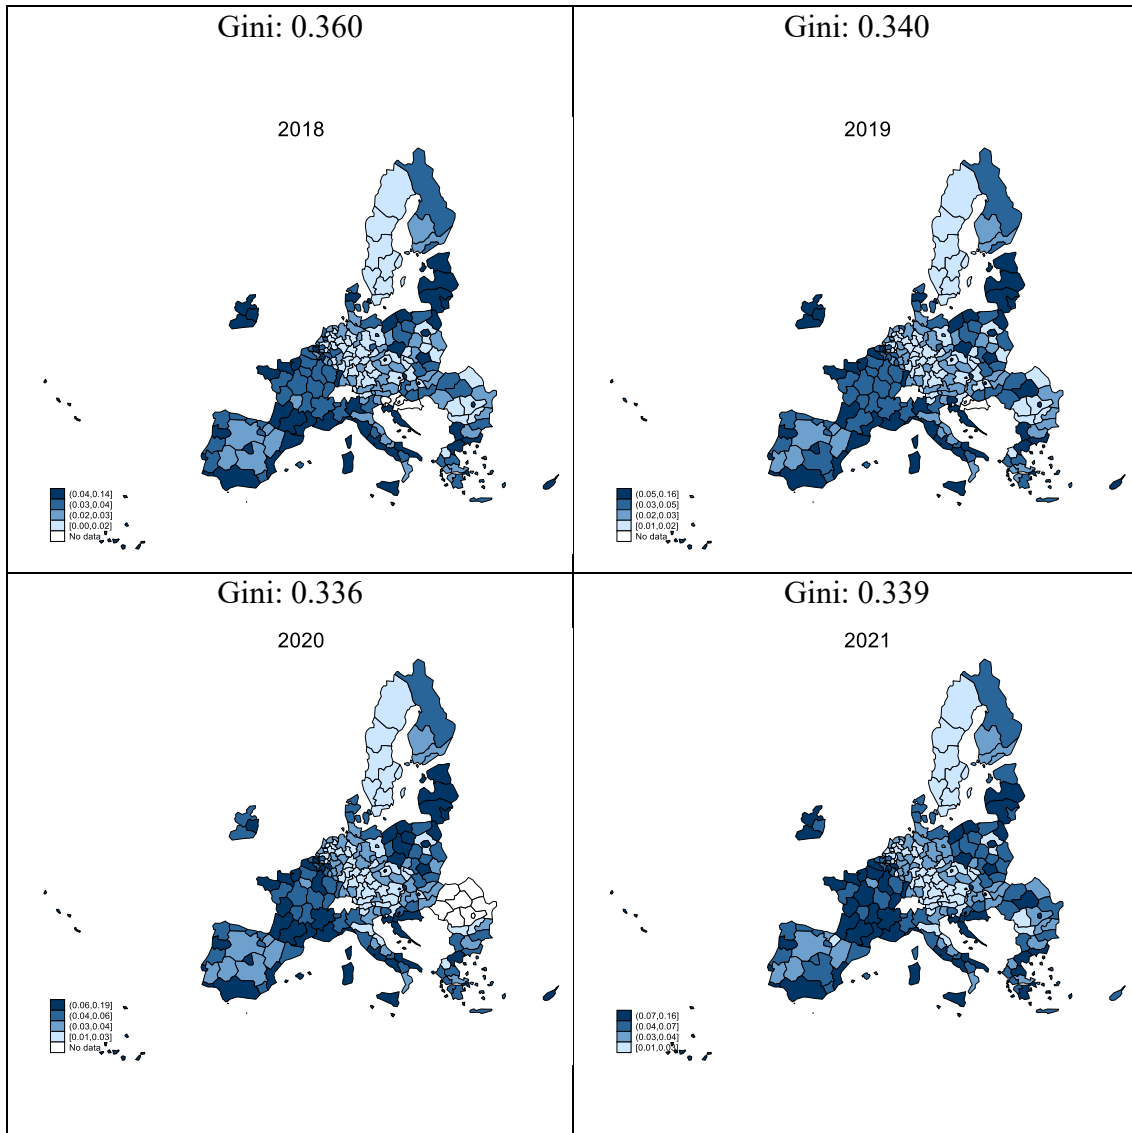 Gini: 0.360
2018
(0.04,0.14]
(0.03,0.04]
(0.02,0.03]
[0.00,0.02]
No data
Gini: 0.340
2019
(0.05,0.16]
(0.03,0.05]
(0.02,0.03]
[0.01,0.02]
No data
Gini: 0.336
2020
(0.06,0.19]
(0.04,0.06]
(0.03,0.04]
[0.01,0.03]
No data
Gini: 0.339
2021
(0.07,0.16]
(0.04,0.07]
(0.03,0.04]
[0.01,0.03]